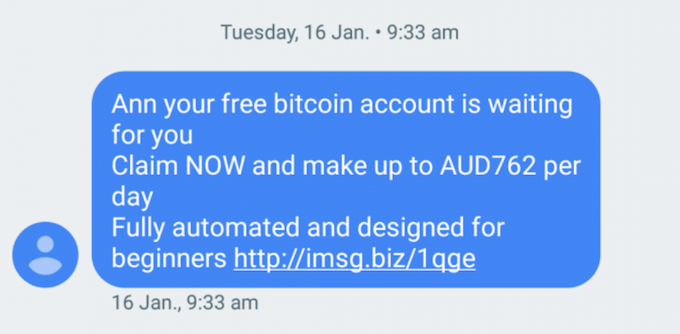 Tuesday, 16 Jan. • 9:33 am
Ann your free bitcoin account is waiting
for you
Claim NOW and make up to AUD762 per
day
Fully automated and designed for
beginners http://imsg.biz/1qge
16 Jan., 9:33 am